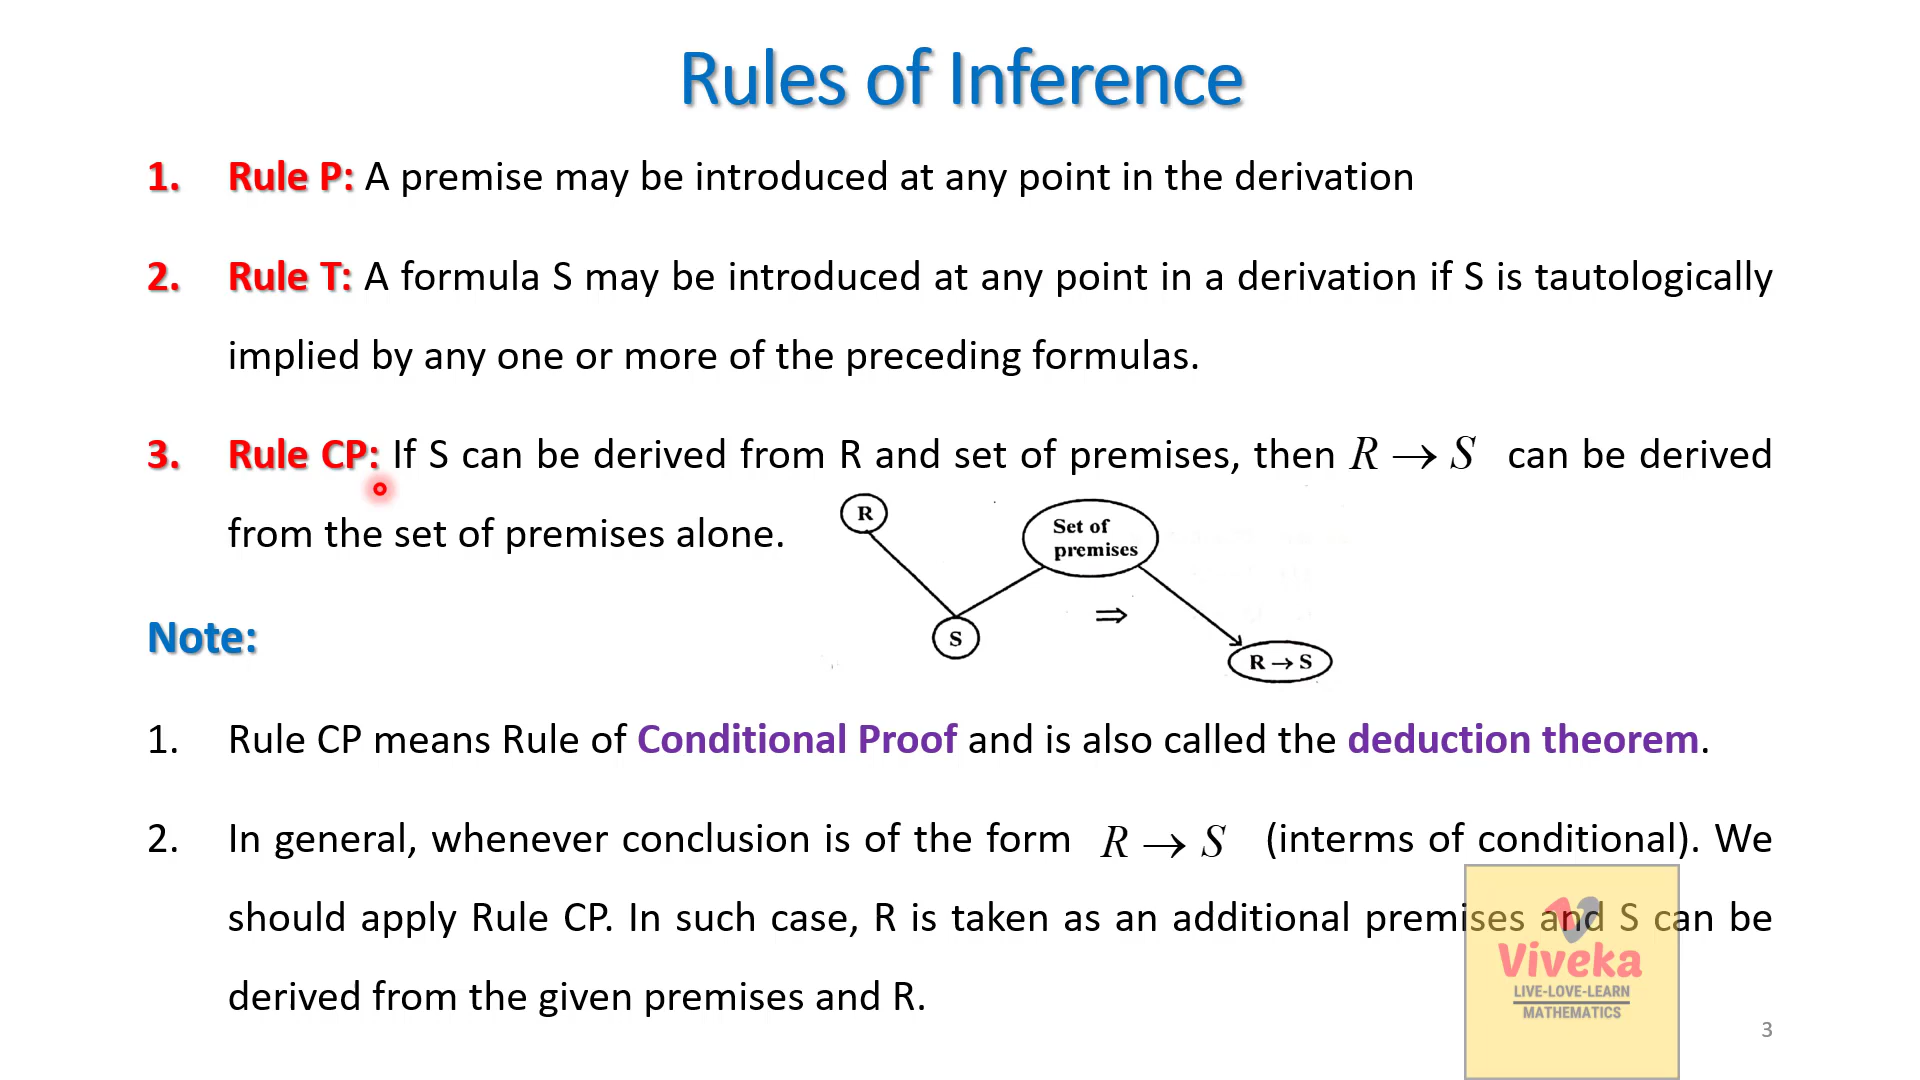 Rules of Inference
1. Rule P: A premise may be introduced at any point in the derivation
2. Rule T: A formula S may be introduced at any point in a derivation if S is tautologically
implied by any one or more of the preceding formulas.
3. Rule CP: If S can be derived from R and set of premises, then R → S can be derived
from the set of premises alone.
R
Set of
premises
⇒
S
R → S
Note:
1. Rule CP means Rule of Conditional Proof and is also called the deduction theorem.
2. In general, whenever conclusion is of the form R → S (interms of conditional). We
should apply Rule CP. In such case, R is taken as an additional premises and S can be
derived from the given premises and R.
Viveka
LIVE-LOVE-LEARN
MATHEMATICS
3